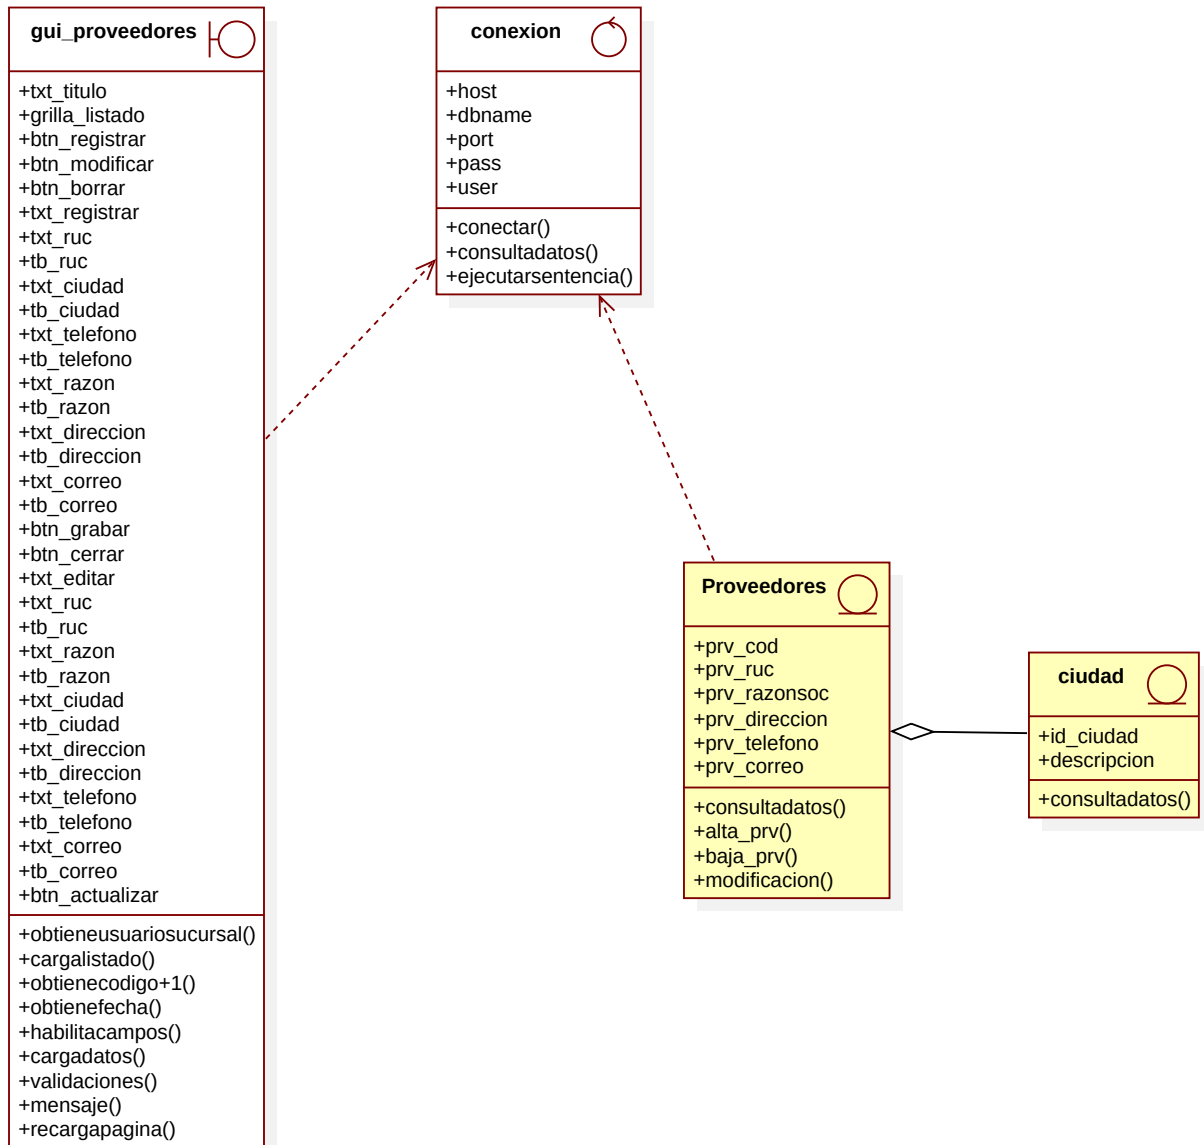 gui_proveedores
+txt_titulo
+grilla_listado
+btn_registrar
+btn_modificar
+btn_borrar
+txt_registrar
+txt_ruc
+tb_ruc
+txt_ciudad
+tb_ciudad
+txt_telefono
+tb_telefono
+txt_razon
+tb_razon
+txt_direccion
+tb_direccion
+txt_correo
+tb_correo
+btn_grabar
+btn_cerrar
+txt_editar
+txt_ruc
+tb_ruc
+txt_razon
+tb_razon
+txt_ciudad
+tb_ciudad
+txt_direccion
+tb_direccion
+txt_telefono
+tb_telefono
+txt_correo
+tb_correo
+btn_actualizar
+obtieneusuariosucursal()
+cargalistado()
+obtienecodigo+1()
+obtienefecha()
+habilitacampos()
+cargadatos()
+validaciones()
+mensaje()
+recargapagina()
conexion
+host
+dbname
+port
+pass
+user
+conectar()
+consultadatos()
+ejecutarsentencia()
Proveedores
+prv_cod
+prv_ruc
+prv_razonsoc
+prv_direccion
+prv_telefono
+prv_correo
+consultadatos()
+alta_prv()
+baja_prv()
+modificacion()
ciudad
+id_ciudad
+descripcion
+consultadatos()